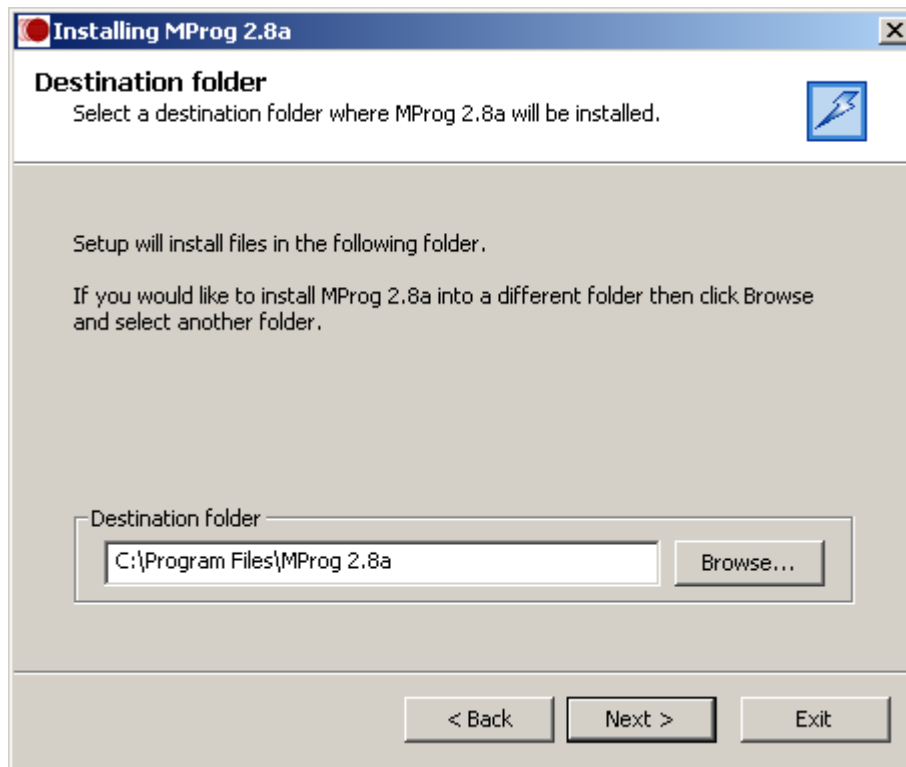 Installing MProg 2.8a
Destination folder
Select a destination folder where MProg 2.8a will be installed.
Setup will install files in the following folder.
If you would like to install MProg 2.8a into a different folder then click Browse
and select another folder.
Destination folder
C:\Program Files\MProg 2.8a
Browse...
< Back
Next >
Exit